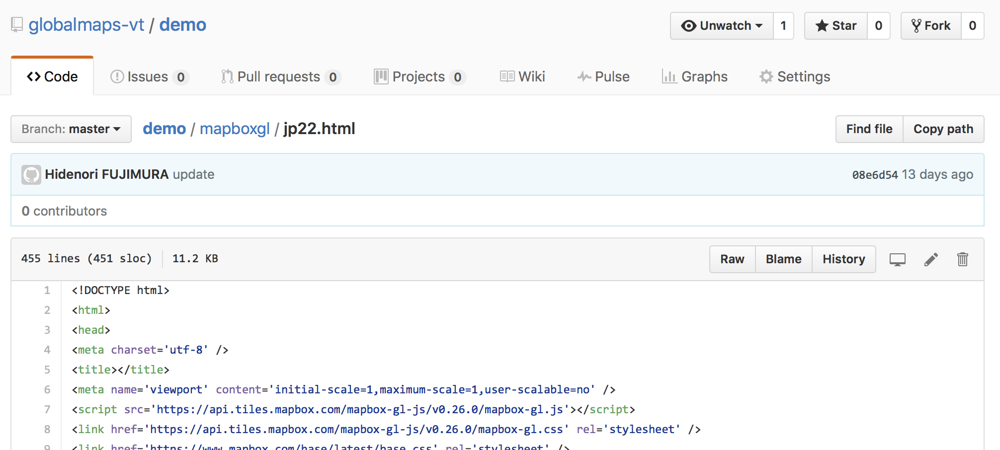 globalmaps-vt / demo
Unwatch 1 Star 0 Fork 0
Code Issues 0 Pull requests 0 Projects 0 Wiki Pulse Graphs Settings
Branch: master demo / mapboxgl / jp22.html Find file Copy path
Hidenori FUJIMURA update 08e6d54 13 days ago
0 contributors
455 lines (451 sloc) 11.2 KB Raw Blame History
1 <!DOCTYPE html>
2 <html>
3 <head>
4 <meta charset='utf-8' />
5 <title></title>
6 <meta name='viewport' content='initial-scale=1,maximum-scale=1,user-scalable=no' />
7 <script src='https://api.tiles.mapbox.com/mapbox-gl-js/v0.26.0/mapbox-gl.js'></script>
8 <link href='https://api.tiles.mapbox.com/mapbox-gl-js/v0.26.0/mapbox-gl.css' rel='stylesheet' />
9 <link href='https://www.mapbox.com/base/latest/base.css' rel='stylesheet' />